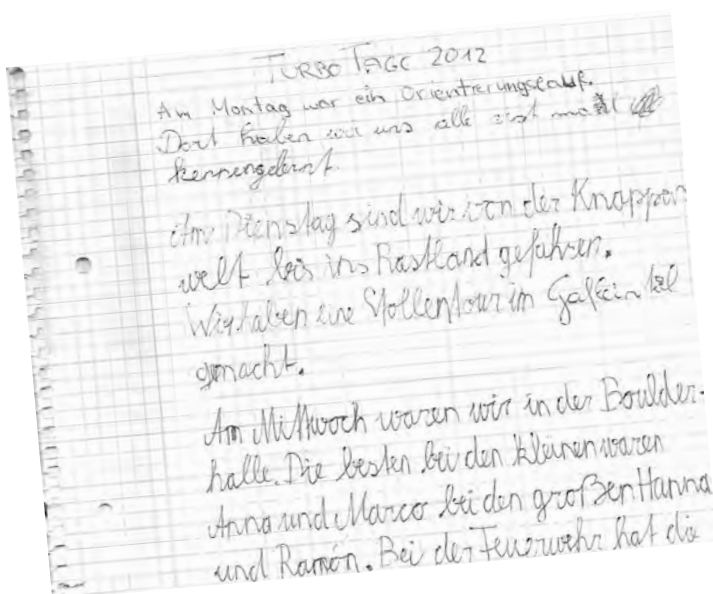 TURBO TAGE 2012
Am Montag war ein Orientierungslauf.
Dort haben wir uns alle erst mal
kennengelernt.
Am Dienstag sind wir von der Knappen
welt bis ins Rastland gefahren.
Wir haben eine Stollentour im Gafleintal
gemacht.
Am Mittwoch waren wir in der Boulder-
halle. Die besten bei den kleinen waren
Anna und Marco bei den großen Hanna
und Ramón. Bei der Feuerwehr hat die